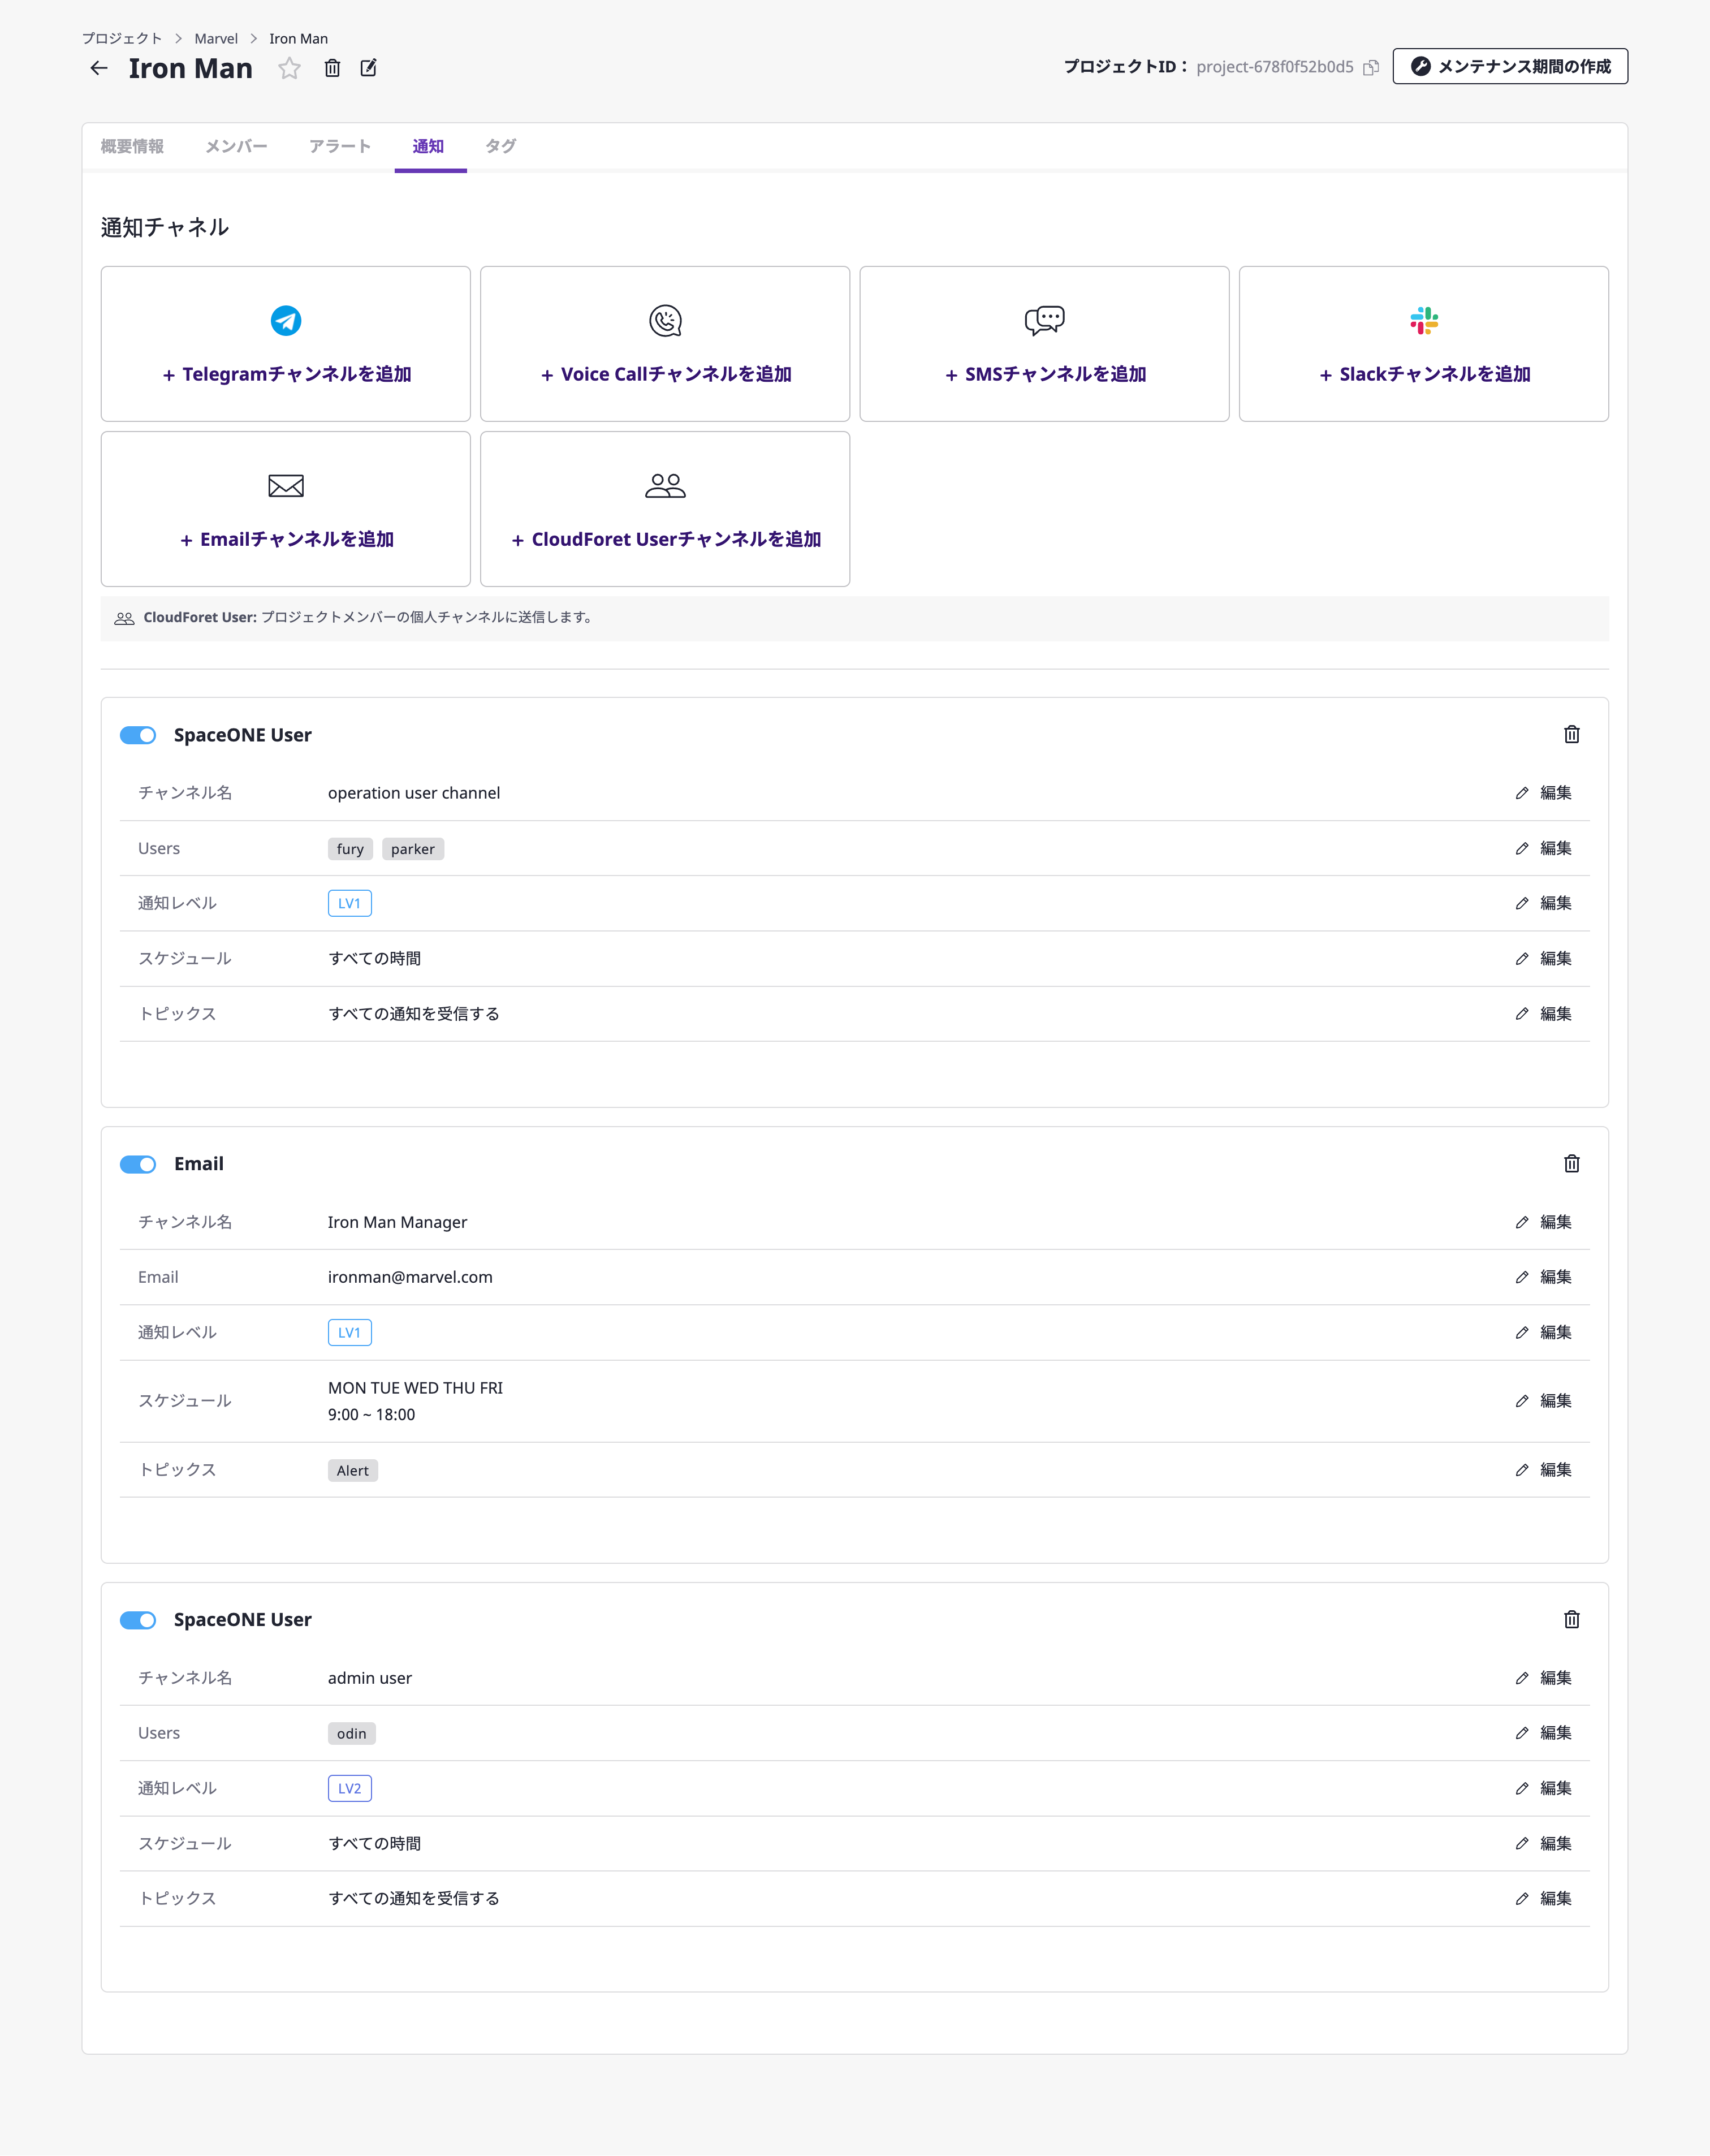 プロジェクト > Marvel > Iron Man
Iron Man
プロジェクトID： project-678f0f52b0d5
メンテナンス期間の作成
概要情報 メンバー アラート 通知 タグ
通知チャネル
+ Telegramチャンネルを追加
+ Voice Callチャンネルを追加
+ SMSチャンネルを追加
+ Slackチャンネルを追加
+ Emailチャンネルを追加
+ CloudForet Userチャンネルを追加
CloudForet User: プロジェクトメンバーの個人チャンネルに送信します。
SpaceONE User
チャンネル名 operation user channel 編集
Users fury parker 編集
通知レベル LV1 編集
スケジュール すべての時間 編集
トピックス すべての通知を受信する 編集
Email
チャンネル名 Iron Man Manager 編集
Email ironman@marvel.com 編集
通知レベル LV1 編集
スケジュール MON TUE WED THU FRI 編集
9:00 ~ 18:00
トピックス Alert 編集
SpaceONE User
チャンネル名 admin user 編集
Users odin 編集
通知レベル LV2 編集
スケジュール すべての時間 編集
トピックス すべての通知を受信する 編集